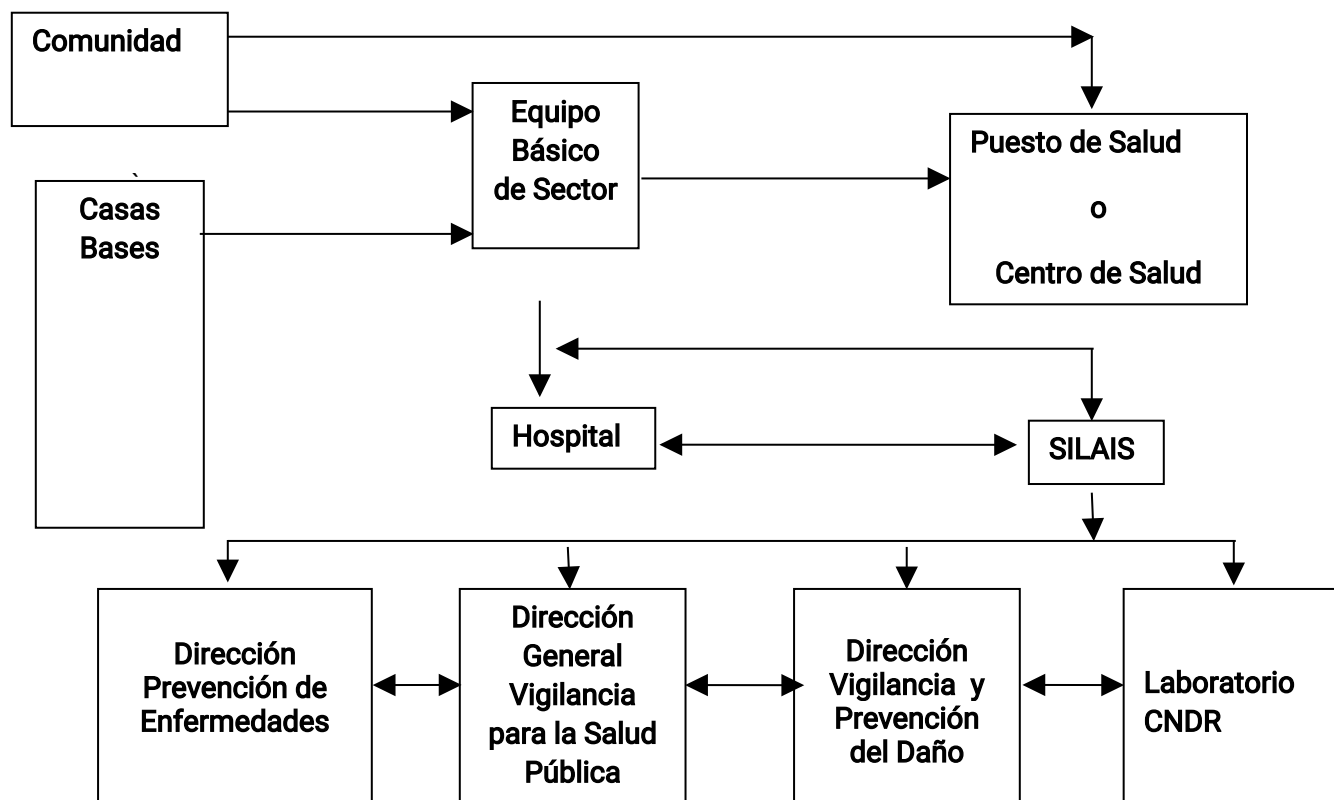 Comunidad
Equipo
Básico
de Sector
Puesto de Salud
o
Centro de Salud
Casas
Bases
Hospital
SILAIS
Dirección
Prevención de
Enfermedades
Dirección
General
Vigilancia
para la Salud
Pública
Dirección
Vigilancia y
Prevención
del Daño
Laboratorio
CNDR